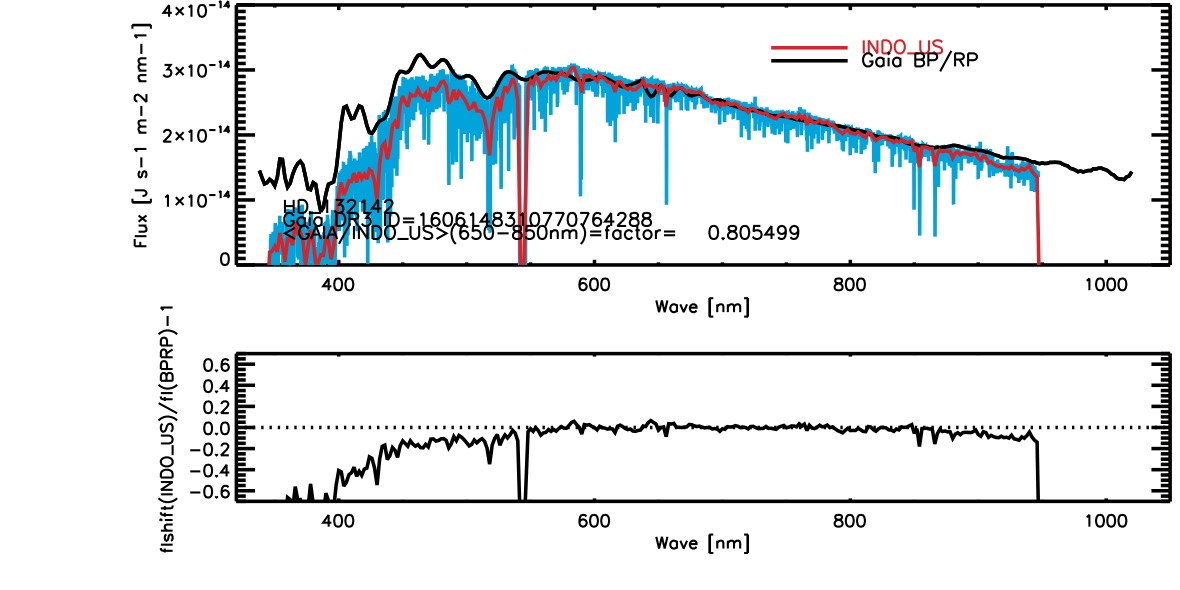 4×10−14
3×10−14
2×10−14
1×10−14
0
Flux [J s−1 m−2 nm−1]
INDO_US
Gaia BP/RP
HD_132142
Gaia DR3 ID=1606148310770764288
<GAIA/INDO_US>(650−850nm)=factor= 0.805499
400 600 800 1000
Wave [nm]
flshift(INDO_US)/fl(BPRP)−1
0.6
0.4
0.2
0.0
−0.2
−0.4
−0.6
400 600 800 1000
Wave [nm]